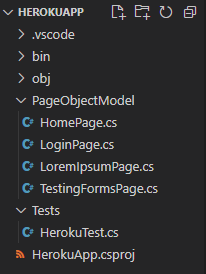 HEROKUAPP
.vscode
bin
obj
PageObjectModel
C# HomePage.cs
C# LoginPage.cs
C# LoremIpsumPage.cs
C# TestingFormsPage.cs
Tests
C# HerokuTest.cs
HerokuApp.csproj